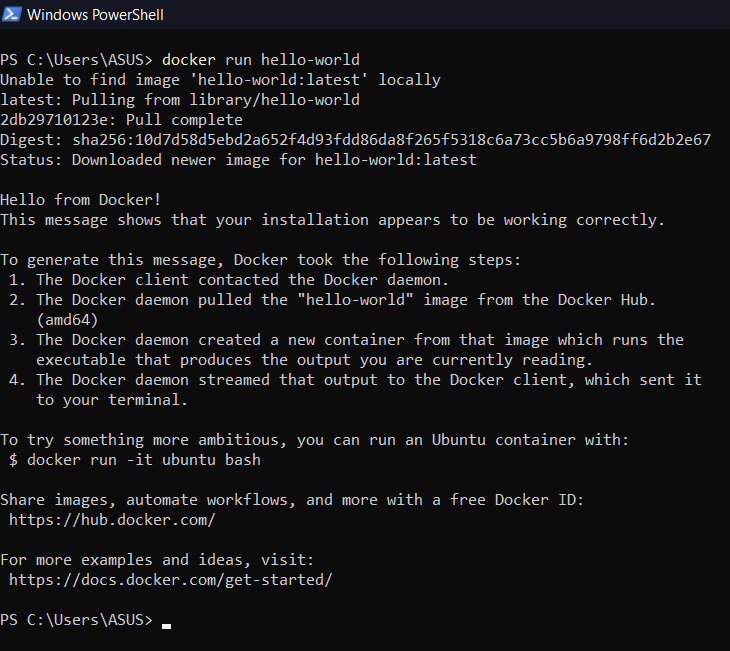 Windows PowerShell
PS C:\Users\ASUS> docker run hello-world
Unable to find image 'hello-world:latest' locally
latest: Pulling from library/hello-world
2db29710123e: Pull complete
Digest: sha256:10d7d58d5ebd2a652f4d93fdd86da8f265f5318c6a73cc5b6a9798ff6d2b2e67
Status: Downloaded newer image for hello-world:latest
Hello from Docker!
This message shows that your installation appears to be working correctly.
To generate this message, Docker took the following steps:
1. The Docker client contacted the Docker daemon.
2. The Docker daemon pulled the "hello-world" image from the Docker Hub.
(amd64)
3. The Docker daemon created a new container from that image which runs the
executable that produces the output you are currently reading.
4. The Docker daemon streamed that output to the Docker client, which sent it
to your terminal.
To try something more ambitious, you can run an Ubuntu container with:
$ docker run -it ubuntu bash
Share images, automate workflows, and more with a free Docker ID:
https://hub.docker.com/
For more examples and ideas, visit:
https://docs.docker.com/get-started/
PS C:\Users\ASUS>